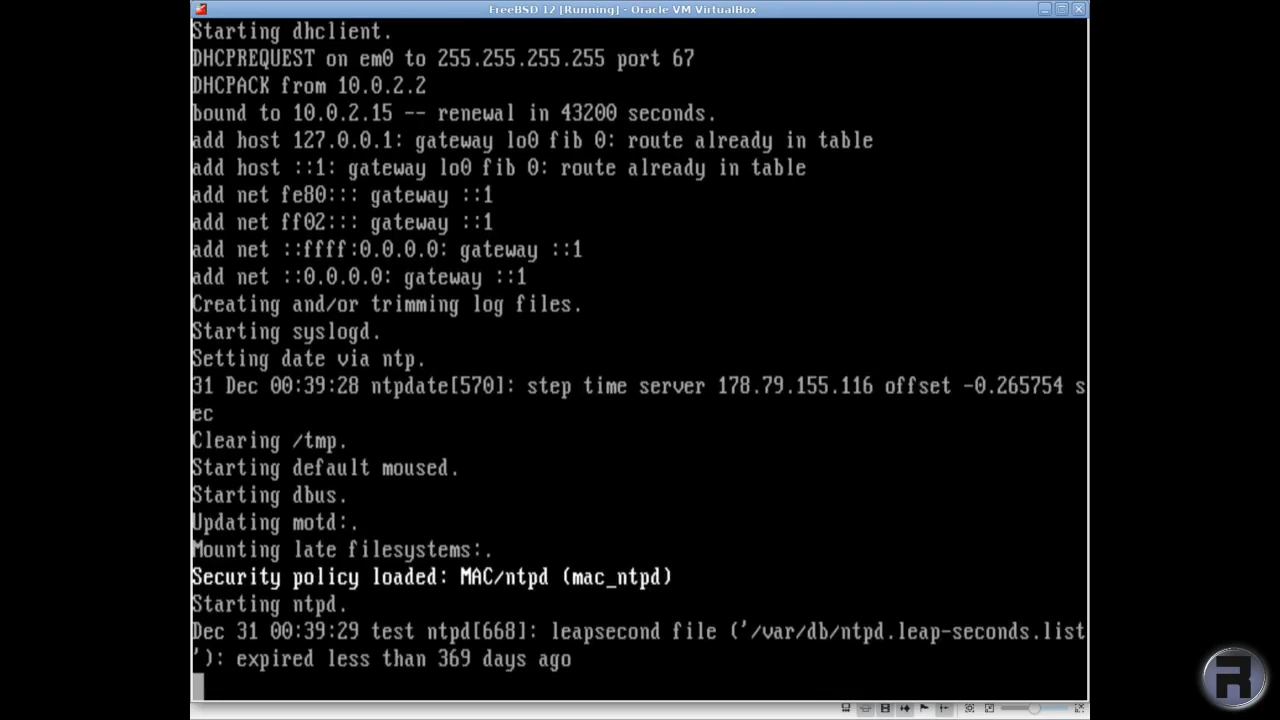 FreeBSD 12 [Running] - Oracle VM VirtualBox
Starting dhclient.
DHCPREQUEST on em0 to 255.255.255.255 port 67
DHCPACK from 10.0.2.2
bound to 10.0.2.15 -- renewal in 43200 seconds.
add host 127.0.0.1: gateway lo0 fib 0: route already in table
add host ::1: gateway lo0 fib 0: route already in table
add net fe80::: gateway ::1
add net ff02::: gateway ::1
add net ::ffff:0.0.0.0: gateway ::1
add net ::0.0.0.0: gateway ::1
Creating and/or trimming log files.
Starting syslogd.
Setting date via ntp.
31 Dec 00:39:28 ntpdate[570]: step time server 178.79.155.116 offset -0.265754 s
ec
Clearing /tmp.
Starting default moused.
Starting dbus.
Updating motd:.
Mounting late filesystems:.
Security policy loaded: MAC/ntpd (mac_ntpd)
Starting ntpd.
Dec 31 00:39:29 test ntpd[668]: leapsecond file ('/var/db/ntpd.leap-seconds.list
'): expired less than 369 days ago